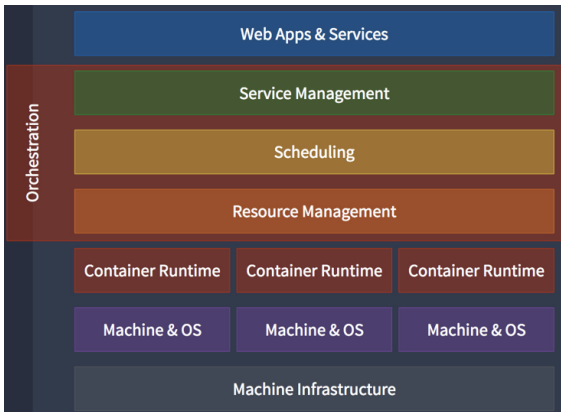 Web Apps & Services
Orchestration
Service Management
Scheduling
Resource Management
Container Runtime
Container Runtime
Container Runtime
Machine & OS
Machine & OS
Machine & OS
Machine Infrastructure